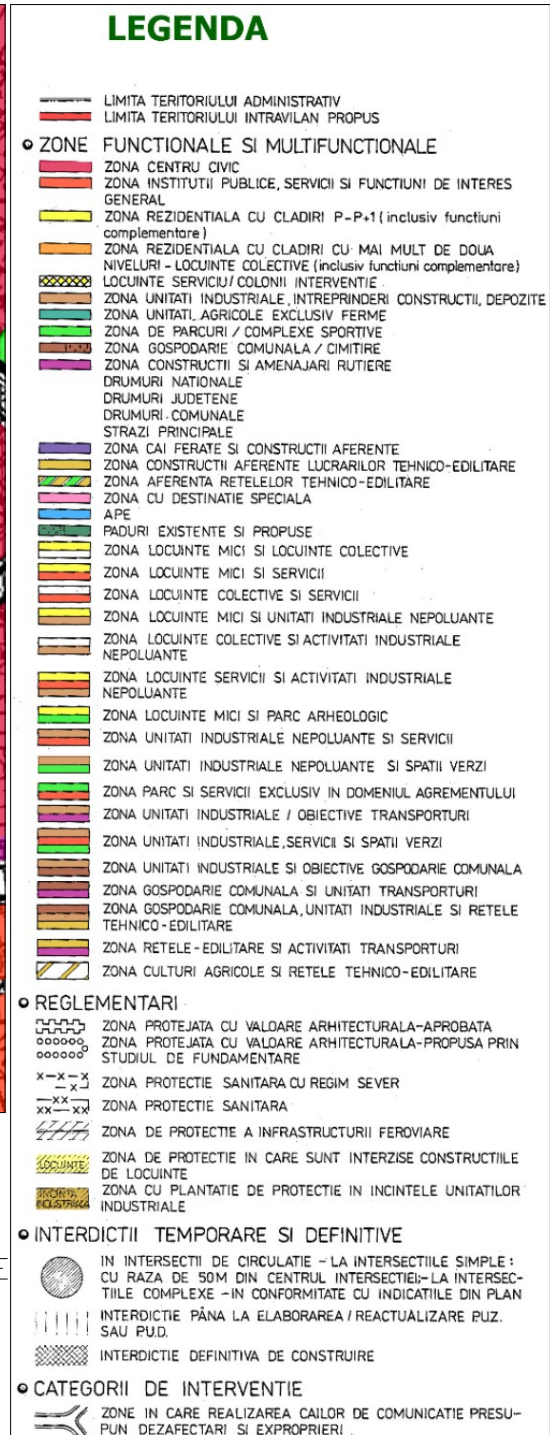 LEGENDA
LIMITA TERITORIULUI ADMINISTRATIV
LIMITA TERITORIULUI INTRAVILAN PROPUS
ZONE FUNCTIONALE SI MULTIFUNCTIONALE
ZONA CENTRU CIVIC
ZONA INSTITUTII PUBLICE, SERVICII SI FUNCTIUNI DE INTERES
GENERAL
ZONA REZIDENTIALA CU CLADIRI P-P+1 (inclusiv functiuni
complementare)
ZONA REZIDENTIALA CU CLADIRI CU MAI MULT DE DOUA
NIVELURI - LOCUINTE COLECTIVE (inclusiv functiuni complementare)
LOCUINTE SERVICIU/ COLONII INTERVENTIE
ZONA UNITATI INDUSTRIALE, INTREPRINDERI CONSTRUCTII, DEPOZITE
ZONA UNITATI AGRICOLE EXCLUSIV FERME
ZONA DE PARCURI / COMPLEXE SPORTIVE
ZONA GOSPODARIE COMUNALA / CIMITIRE
ZONA CONSTRUCTII SI AMENAJARI RUTIERE
DRUMURI NATIONALE
DRUMURI JUDETENE
DRUMURI COMUNALE
STRAZI PRINCIPALE
ZONA CAI FERATE SI CONSTRUCTII AFERENTE
ZONA CONSTRUCTII AFERENTE LUCRARILOR TEHNICO-EDILITARE
ZONA AFERENTA RETELELOR TEHNICO-EDILITARE
ZONA CU DESTINATIE SPECIALA
APE
PADURI EXISTENTE SI PROPUSE
ZONA LOCUINTE MICI SI LOCUINTE COLECTIVE
ZONA LOCUINTE MICI SI SERVICII
ZONA LOCUINTE COLECTIVE SI SERVICII
ZONA LOCUINTE MICI SI UNITATI INDUSTRIALE NEPOLUANTE
ZONA LOCUINTE COLECTIVE SI ACTIVITATI INDUSTRIALE
NEPOLUANTE
ZONA LOCUINTE SERVICII SI ACTIVITATI INDUSTRIALE
NEPOLUANTE
ZONA LOCUINTE MICI SI PARC ARHEOLOGIC
ZONA UNITATI INDUSTRIALE NEPOLUANTE SI SERVICII
ZONA UNITATI INDUSTRIALE NEPOLUANTE SI SPATII VERZI
ZONA PARC SI SERVICII EXCLUSIV IN DOMENIUL AGREMENTULUI
ZONA UNITATI INDUSTRIALE / OBIECTIVE TRANSPORTURI
ZONA UNITATI INDUSTRIALE, SERVICII SI SPATII VERZI
ZONA UNITATI INDUSTRIALE SI OBIECTIVE GOSPODARIE COMUNALA
ZONA GOSPODARIE COMUNALA SI UNITATI TRANSPORTURI
ZONA GOSPODARIE COMUNALA, UNITATI INDUSTRIALE SI RETELE
TEHNICO-EDILITARE
ZONA RETELE-EDILITARE SI ACTIVITATI TRANSPORTURI
ZONA CULTURI AGRICOLE SI RETELE TEHNICO-EDILITARE
REGLEMENTARI
ZONA PROTEJATA CU VALOARE ARHITECTURALA-APROBATA
ZONA PROTEJATA CU VALOARE ARHITECTURALA-PROPUSA PRIN
STUDIUL DE FUNDAMENTARE
ZONA PROTECTIE SANITARA CU REGIM SEVER
ZONA PROTECTIE SANITARA
ZONA DE PROTECTIE A INFRASTRUCTURII FEROVIARE
LOCUINTE ZONA DE PROTECTIE IN CARE SUNT INTERZISE CONSTRUCTIILE
DE LOCUINTE
INCINTA INDUSTRIALA ZONA CU PLANTATIE DE PROTECTIE IN INCINTELE UNITATILOR
INDUSTRIALE
INTERDICTII TEMPORARE SI DEFINITIVE
IN INTERSECTII DE CIRCULATIE - LA INTERSECTIILE SIMPLE:
CU RAZA DE 50M DIN CENTRUL INTERSECTIEI;-LA INTERSEC-
TIILE COMPLEXE - IN CONFORMITATE CU INDICATIILE DIN PLAN
INTERDICTIE PÂNA LA ELABORAREA / REACTUALIZARE P.U.Z.
SAU P.U.D.
INTERDICTIE DEFINITIVA DE CONSTRUIRE
CATEGORII DE INTERVENTIE
ZONE IN CARE REALIZAREA CAILOR DE COMUNICATIE PRESU-
PUN DEZAFECTARI SI EXPROPRIERI